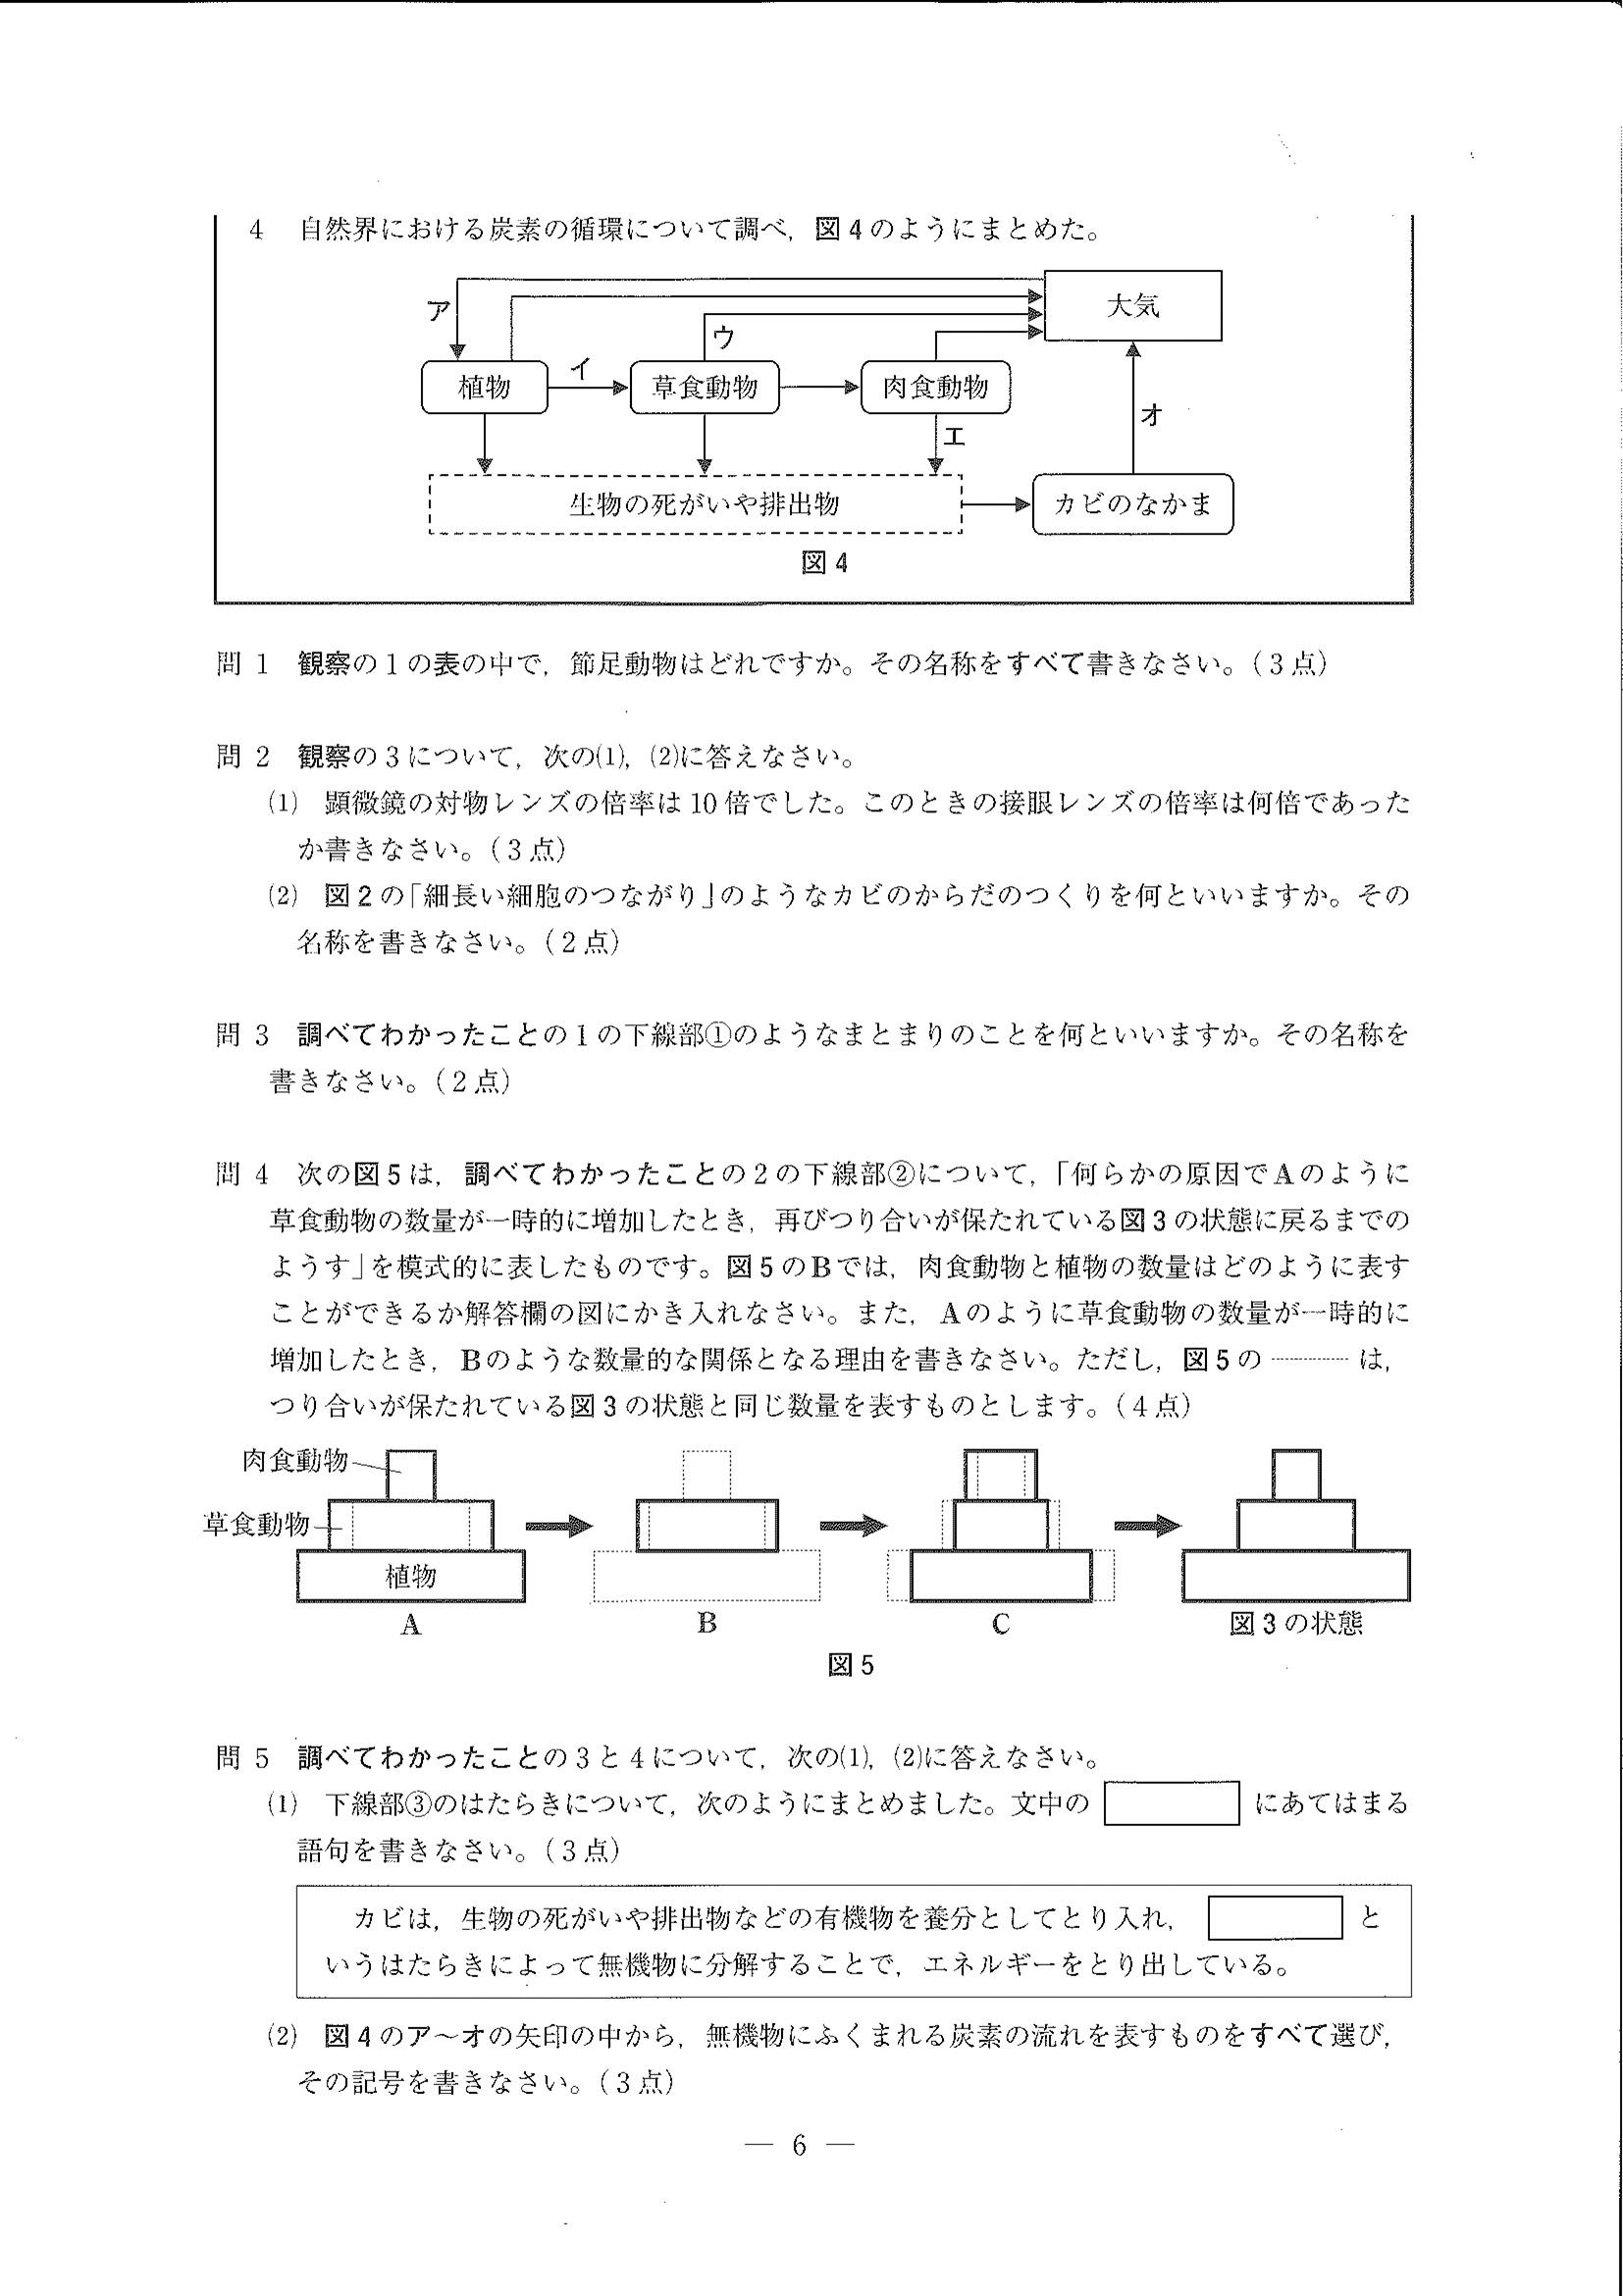 4 自然界における炭素の循環について調べ，図4のようにまとめた。
大気
ア
ウ
イ
植物
草食動物
肉食動物
オ
エ
生物の死がいや排出物
カビのなかま
図4
問1 観察の1の表の中で，節足動物はどれですか。その名称をすべて書きなさい。（3点）
問2 観察の3について，次の(1)，(2)に答えなさい。
(1) 顕微鏡の対物レンズの倍率は10倍でした。このときの接眼レンズの倍率は何倍であった
か書きなさい。（3点）
(2) 図2の「細長い細胞のつながり」のようなカビのからだのつくりを何といいますか。その
名称を書きなさい。（2点）
問3 調べてわかったことの1の下線部①のようなまとまりのことを何といいますか。その名称を
書きなさい。（2点）
問4 次の図5は，調べてわかったことの2の下線部②について，「何らかの原因でAのように
草食動物の数量が一時的に増加したとき，再びつり合いが保たれている図3の状態に戻るまでの
ようす」を模式的に表したものです。図5のBでは，肉食動物と植物の数量はどのように表す
ことができるか解答欄の図にかき入れなさい。また，Aのように草食動物の数量が一時的に
増加したとき，Bのような数量的な関係となる理由を書きなさい。ただし，図5の ┈┈┈ は，
つり合いが保たれている図3の状態と同じ数量を表すものとします。（4点）
肉食動物
草食動物
植物
A
B
C
図3の状態
図5
問5 調べてわかったことの3と4について，次の(1)，(2)に答えなさい。
(1) 下線部③のはたらきについて，次のようにまとめました。文中の にあてはまる
語句を書きなさい。（3点）
カビは，生物の死がいや排出物などの有機物を養分としてとり入れ， と
いうはたらきによって無機物に分解することで，エネルギーをとり出している。
(2) 図4のア～オの矢印の中から，無機物にふくまれる炭素の流れを表すものをすべて選び，
その記号を書きなさい。（3点）
— 6 —